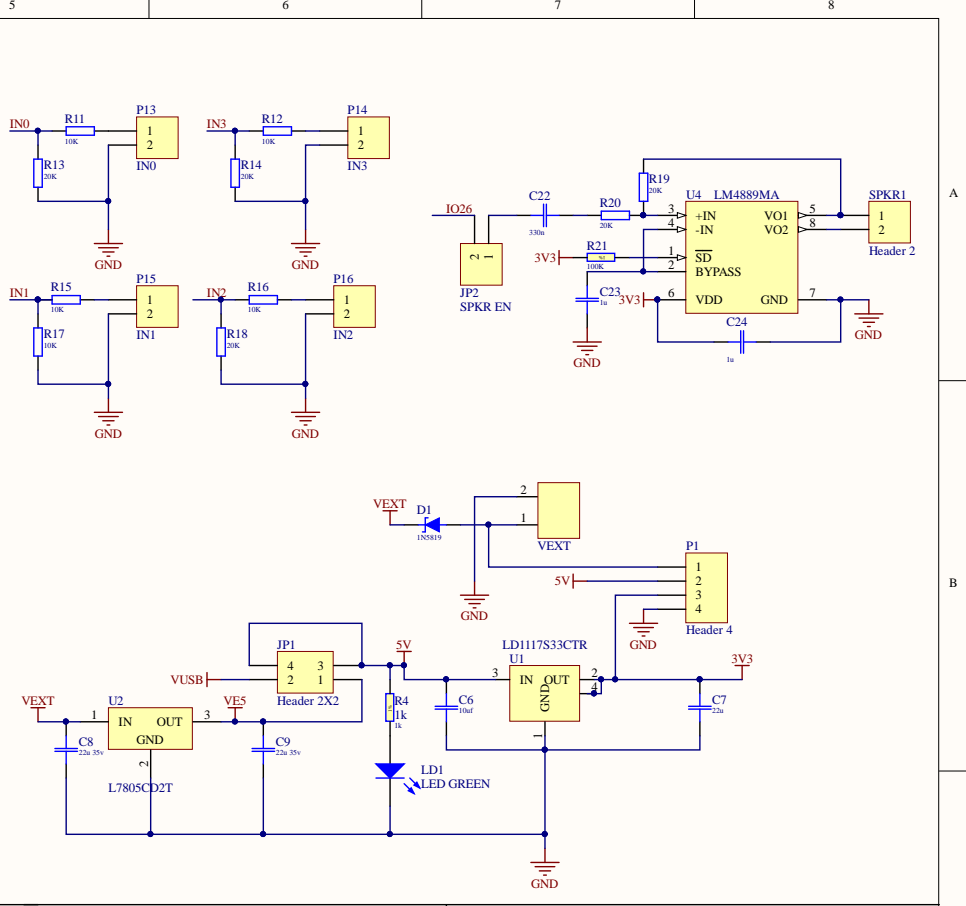 5 6 7 8
A
B
P13
IN0 R11 1
10K 2
R13
20K
IN0
GND
P14
IN3 R12 1
10K 2
R14
20K
IN3
GND
P15
IN1 R15 1
10K 2
R17
10K
IN1
GND
P16
IN2 R16 1
10K 2
R18
20K
IN2
GND
IO26
2 1
JP2
SPKR EN
C22
330n
R20
20K
R19
20K
3V3 R21
100K
C23
1u
GND
3V3
U4 LM4889MA
3 +IN VO1 5
4 -IN VO2 8
1 SD
2 BYPASS
6 VDD GND 7
C24
1u
GND
SPKR1
1
2
Header 2
VEXT D1
1N5819
2
1
VEXT
GND
P1
5V
1
2
3
4
GND
Header 4
JP1
4 3
2 1
VUSB
Header 2X2
5V
LD1117S33CTR
U1
3 IN OUT 2
4
GND
1
3V3
C6
10uf
C7
22u
R4
1k
1k
VEXT
U2
1 IN OUT 3
GND
2
L7805CD2T
VE5
C8
22u 35v
C9
22u 35v
LD1
LED GREEN
GND